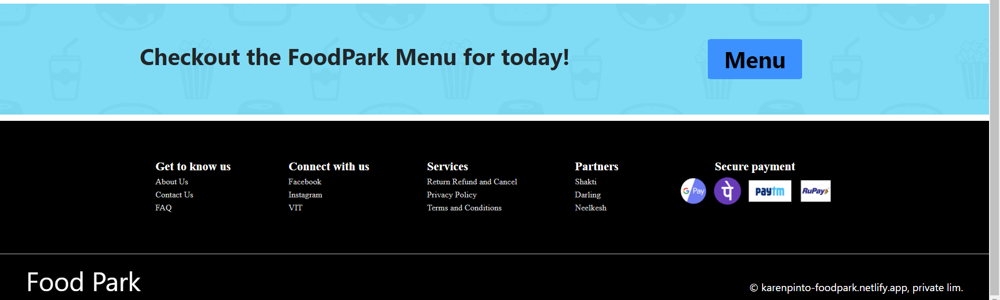 Checkout the FoodPark Menu for today!
Menu
Get to know us
About Us
Contact Us
FAQ
Connect with us
Facebook
Instagram
VIT
Services
Return Refund and Cancel
Privacy Policy
Terms and Conditions
Partners
Shakti
Darling
Neelkesh
Secure payment
G Pay
पे
paytm
RuPay
Food Park
© karenpinto-foodpark.netlify.app, private lim.